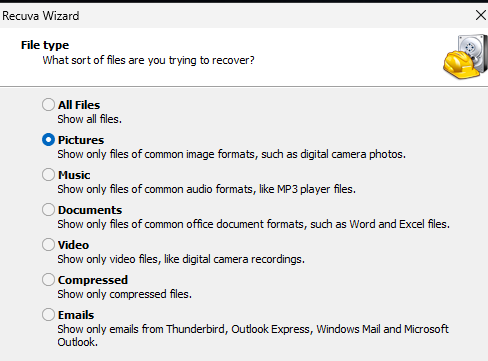 Recuva Wizard
File type
What sort of files are you trying to recover?
All Files
Show all files.
Pictures
Show only files of common image formats, such as digital camera photos.
Music
Show only files of common audio formats, like MP3 player files.
Documents
Show only files of common office document formats, such as Word and Excel files.
Video
Show only video files, like digital camera recordings.
Compressed
Show only compressed files.
Emails
Show only emails from Thunderbird, Outlook Express, Windows Mail and Microsoft
Outlook.